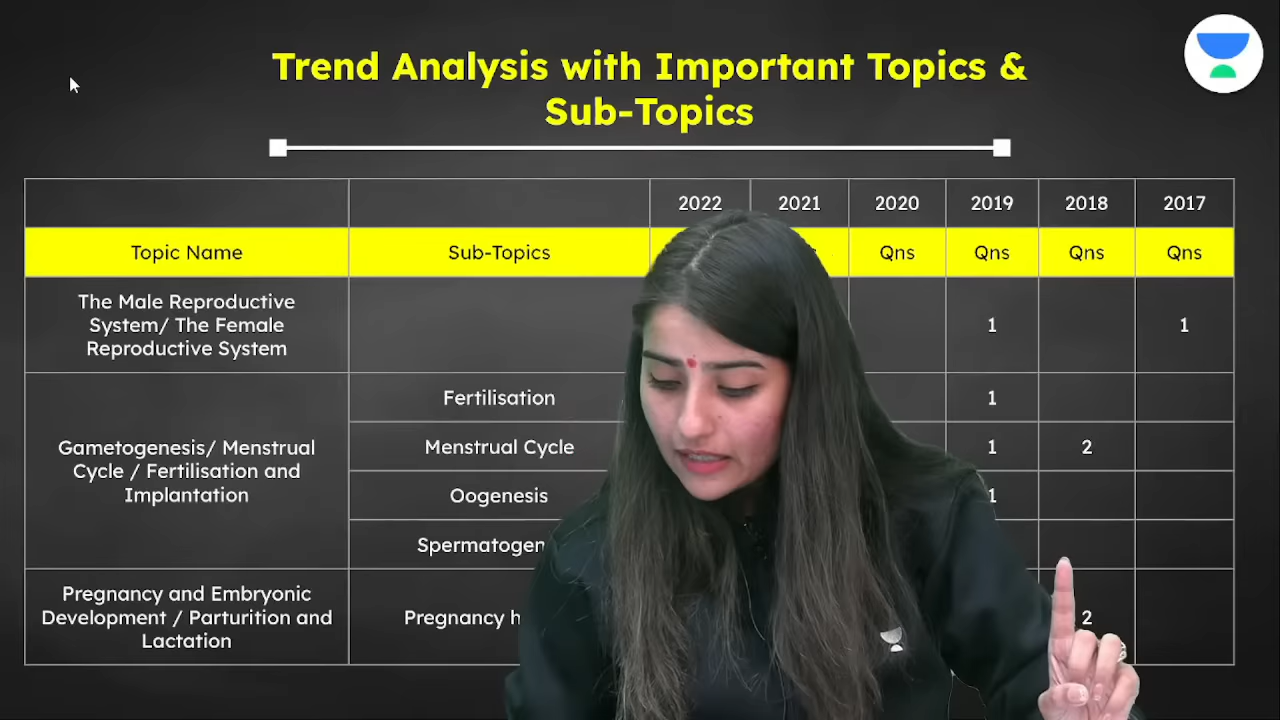 Trend Analysis with Important Topics &
Sub-Topics
2022 2021 2020 2019 2018 2017
Topic Name Sub-Topics Qns Qns Qns Qns
The Male Reproductive
System/ The Female
Reproductive System
1 1
Gametogenesis/ Menstrual
Cycle / Fertilisation and
Implantation
Fertilisation 1
Menstrual Cycle 1 2
Oogenesis 1
Pregnancy and Embryonic
Development / Parturition and
Lactation
Pregnancy 2